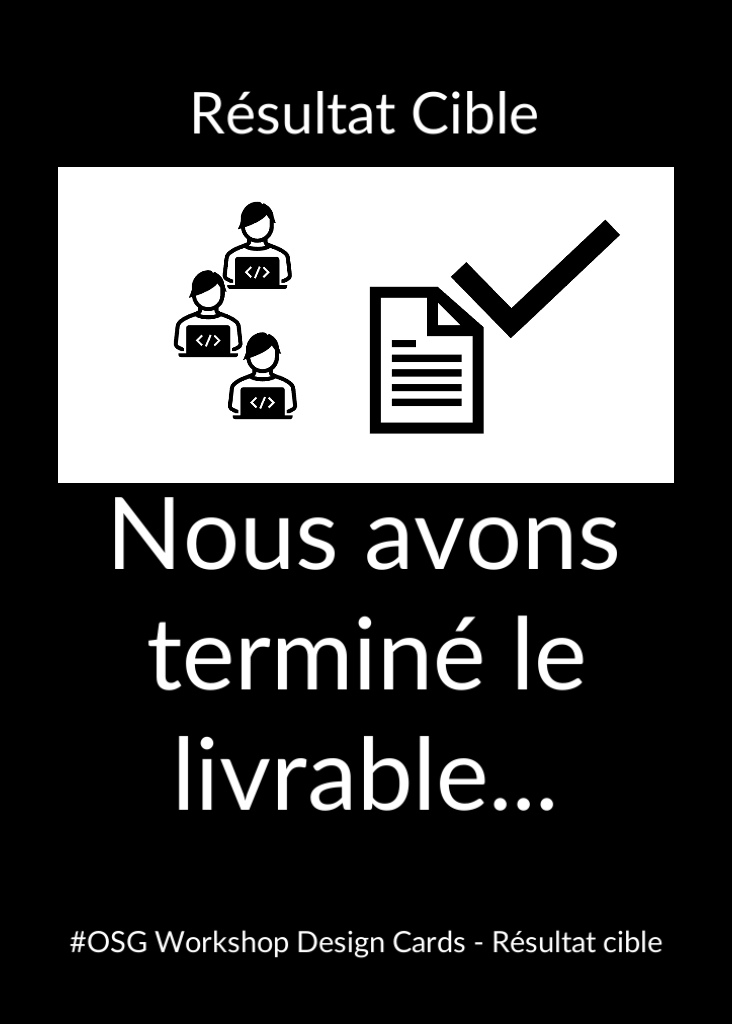 Résultat Cible
</>
</>
</>
Nous avons
terminé le
livrable...
#OSG Workshop Design Cards - Résultat cible